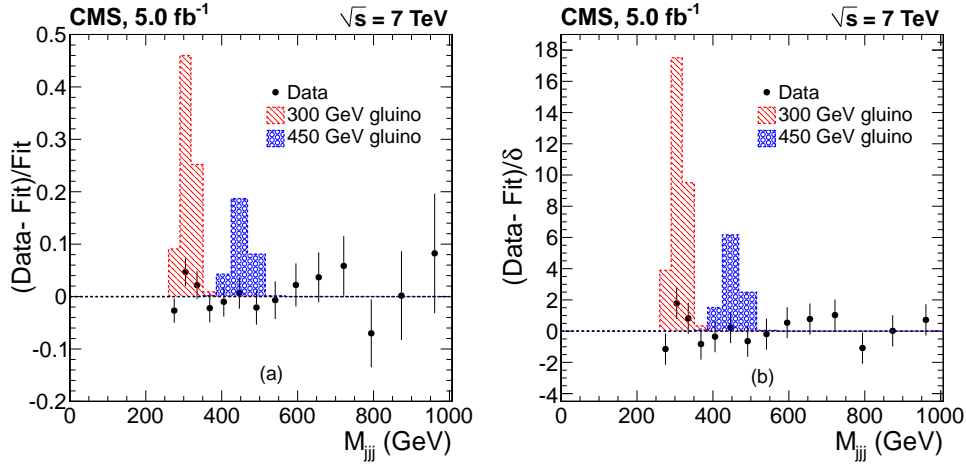 CMS, 5.0 fb⁻¹ √s = 7 TeV
(Data- Fit)/Fit
0.5
0.4
0.3
0.2
0.1
0
-0.1
-0.2
Data
300 GeV gluino
450 GeV gluino
(a)
0 200 400 600 800 1000
M_jjj (GeV)
CMS, 5.0 fb⁻¹ √s = 7 TeV
(Data- Fit)/δ
18
16
14
12
10
8
6
4
2
0
-2
-4
Data
300 GeV gluino
450 GeV gluino
(b)
0 200 400 600 800 1000
M_jjj (GeV)